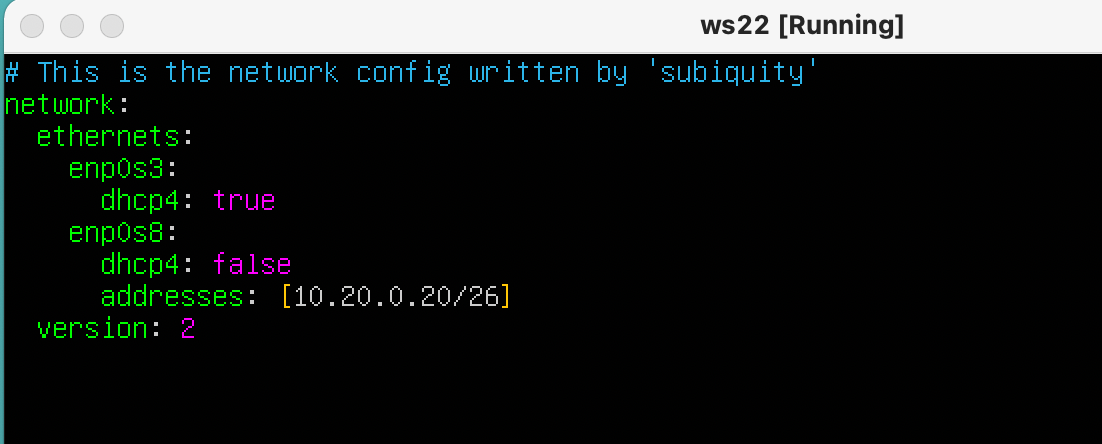 ws22 [Running]
# This is the network config written by 'subiquity'
network:
  ethernets:
    enp0s3:
      dhcp4: true
    enp0s8:
      dhcp4: false
      addresses: [10.20.0.20/26]
  version: 2